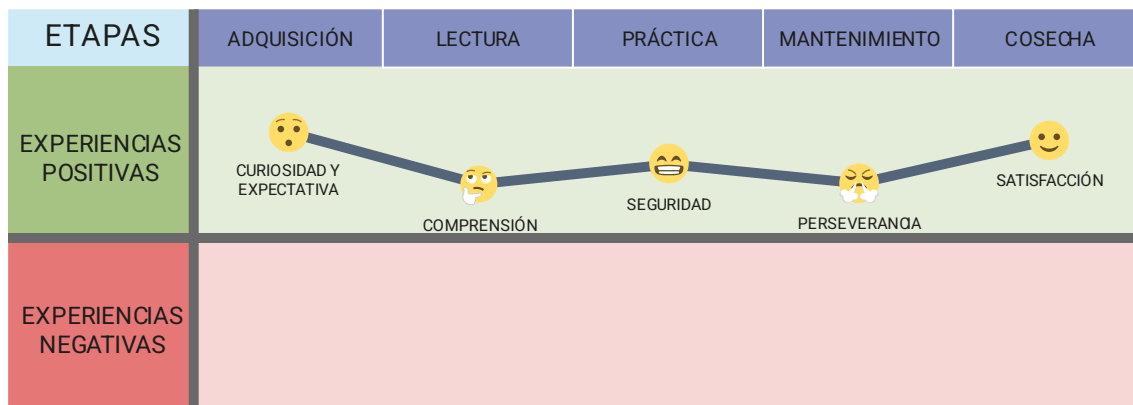 ETAPAS
ADQUISICIÓN
LECTURA
PRÁCTICA
MANTENIMIENTO
COSECHA
EXPERIENCIAS
POSITIVAS
CURIOSIDAD Y
EXPECTATIVA
COMPRENSIÓN
SEGURIDAD
PERSEVERANCIA
SATISFACCIÓN
EXPERIENCIAS
NEGATIVAS